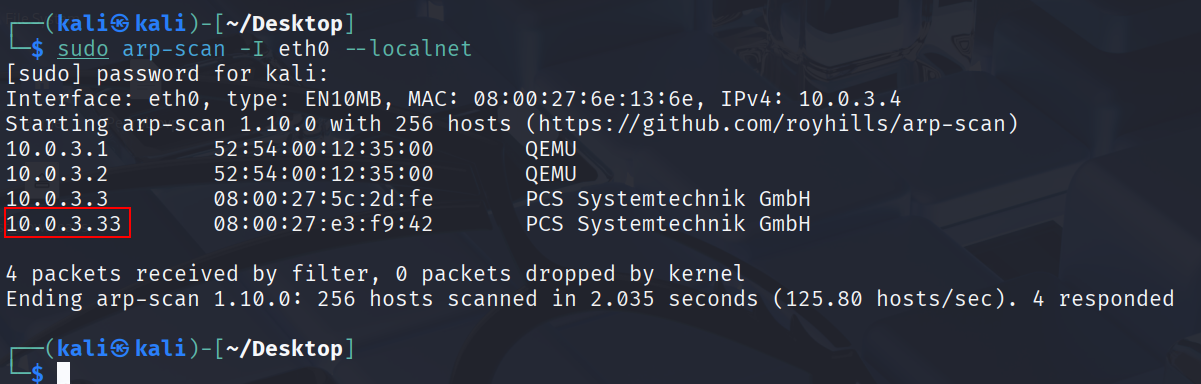 ┌──(kali㉿kali)-[~/Desktop]
└─$ sudo arp-scan -I eth0 --localnet
[sudo] password for kali:
Interface: eth0, type: EN10MB, MAC: 08:00:27:6e:13:6e, IPv4: 10.0.3.4
Starting arp-scan 1.10.0 with 256 hosts (https://github.com/royhills/arp-scan)
10.0.3.1	52:54:00:12:35:00	QEMU
10.0.3.2	52:54:00:12:35:00	QEMU
10.0.3.3	08:00:27:5c:2d:fe	PCS Systemtechnik GmbH
10.0.3.33	08:00:27:e3:f9:42	PCS Systemtechnik GmbH
4 packets received by filter, 0 packets dropped by kernel
Ending arp-scan 1.10.0: 256 hosts scanned in 2.035 seconds (125.80 hosts/sec). 4 responded
┌──(kali㉿kali)-[~/Desktop]
└─$